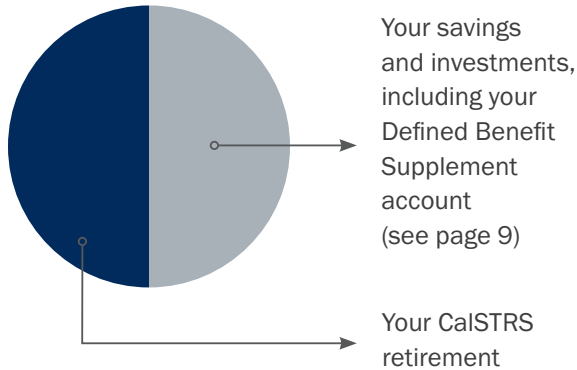 Your savings
and investments,
including your
Defined Benefit
Supplement
account
(see page 9)
Your CalSTRS
retirement